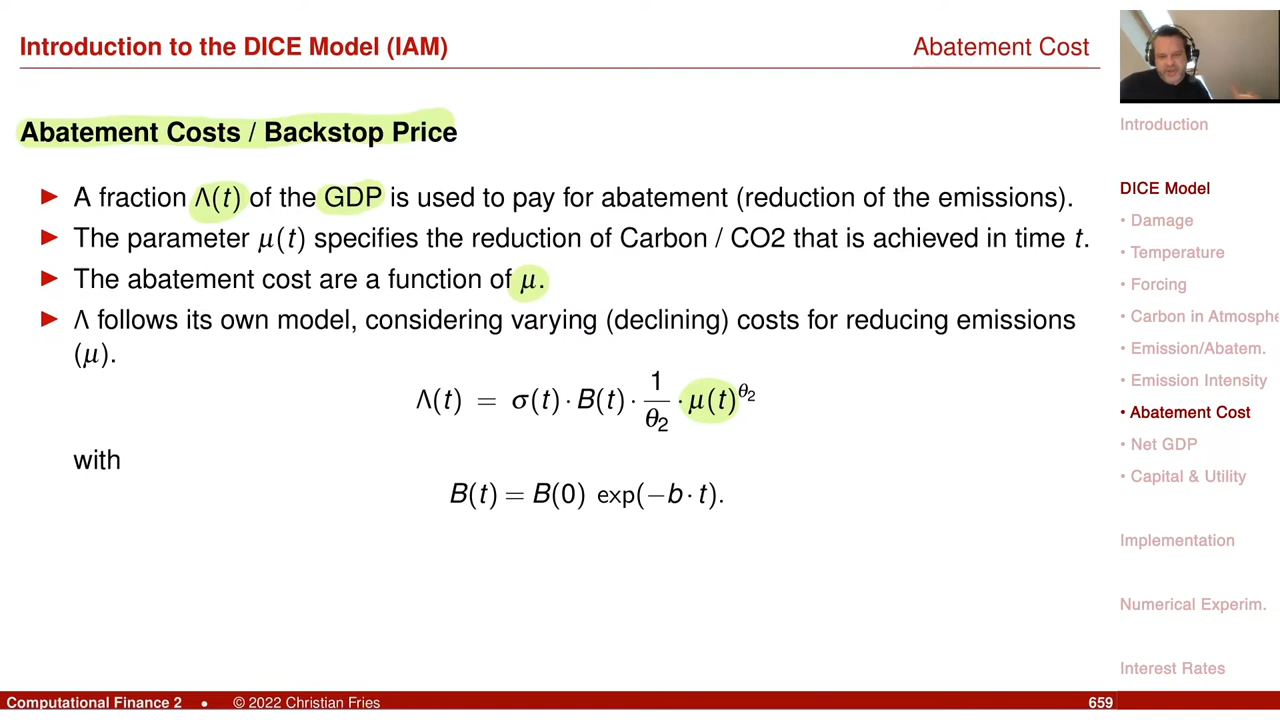 Introduction to the DICE Model (IAM)
Abatement Cost
Abatement Costs / Backstop Price
► A fraction Λ(t) of the GDP is used to pay for abatement (reduction of the emissions).
► The parameter μ(t) specifies the reduction of Carbon / CO2 that is achieved in time t.
► The abatement cost are a function of μ.
► Λ follows its own model, considering varying (declining) costs for reducing emissions
(μ).
Λ(t) = σ(t) · B(t) · 1/θ₂ · μ(t)^θ₂
with
B(t) = B(0) exp(−b · t).
Introduction
DICE Model
• Damage
• Temperature
• Forcing
• Carbon in Atmosphe
• Emission/Abatem.
• Emission Intensity
• Abatement Cost
• Net GDP
• Capital & Utility
Implementation
Numerical Experim.
Interest Rates
Computational Finance 2 • © 2022 Christian Fries
659